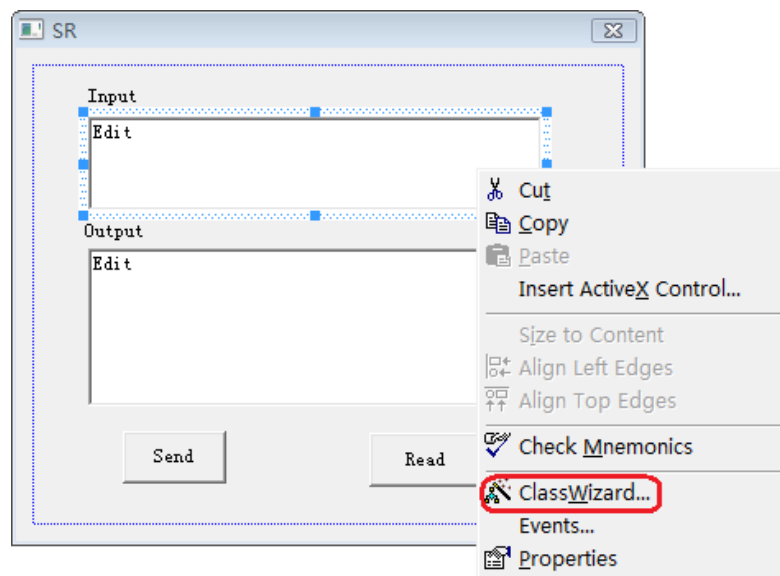 SR
Input
Edit
Output
Edit
Send
Read
Cut
Copy
Paste
Insert ActiveX Control...
Size to Content
Align Left Edges
Align Top Edges
Check Mnemonics
ClassWizard...
Events...
Properties